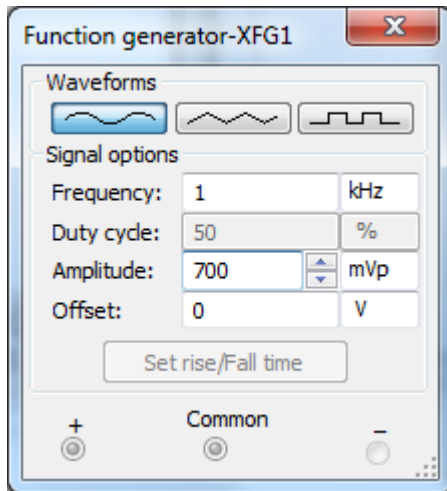 Function generator-XFG1
Waveforms
Signal options
Frequency: 1 kHz
Duty cycle: 50 %
Amplitude: 700 mVp
Offset: 0 V
Set rise/Fall time
+ Common −